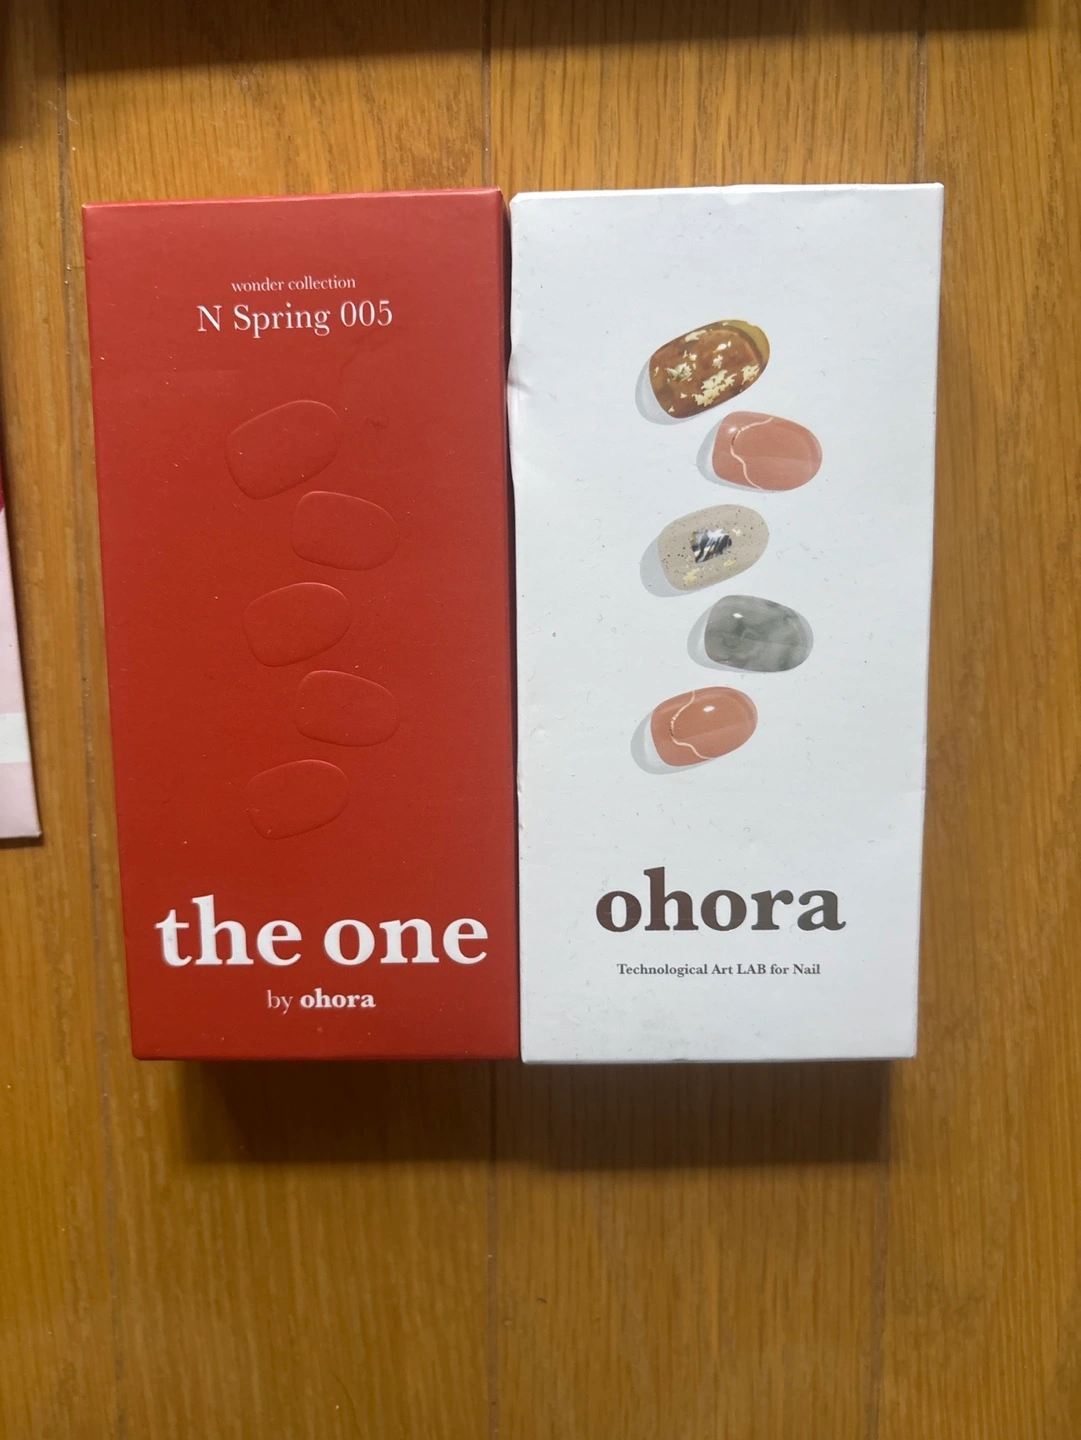 wonder collection
N Spring 005
the one
by ohora
ohora
Technological Art LAB for Nail